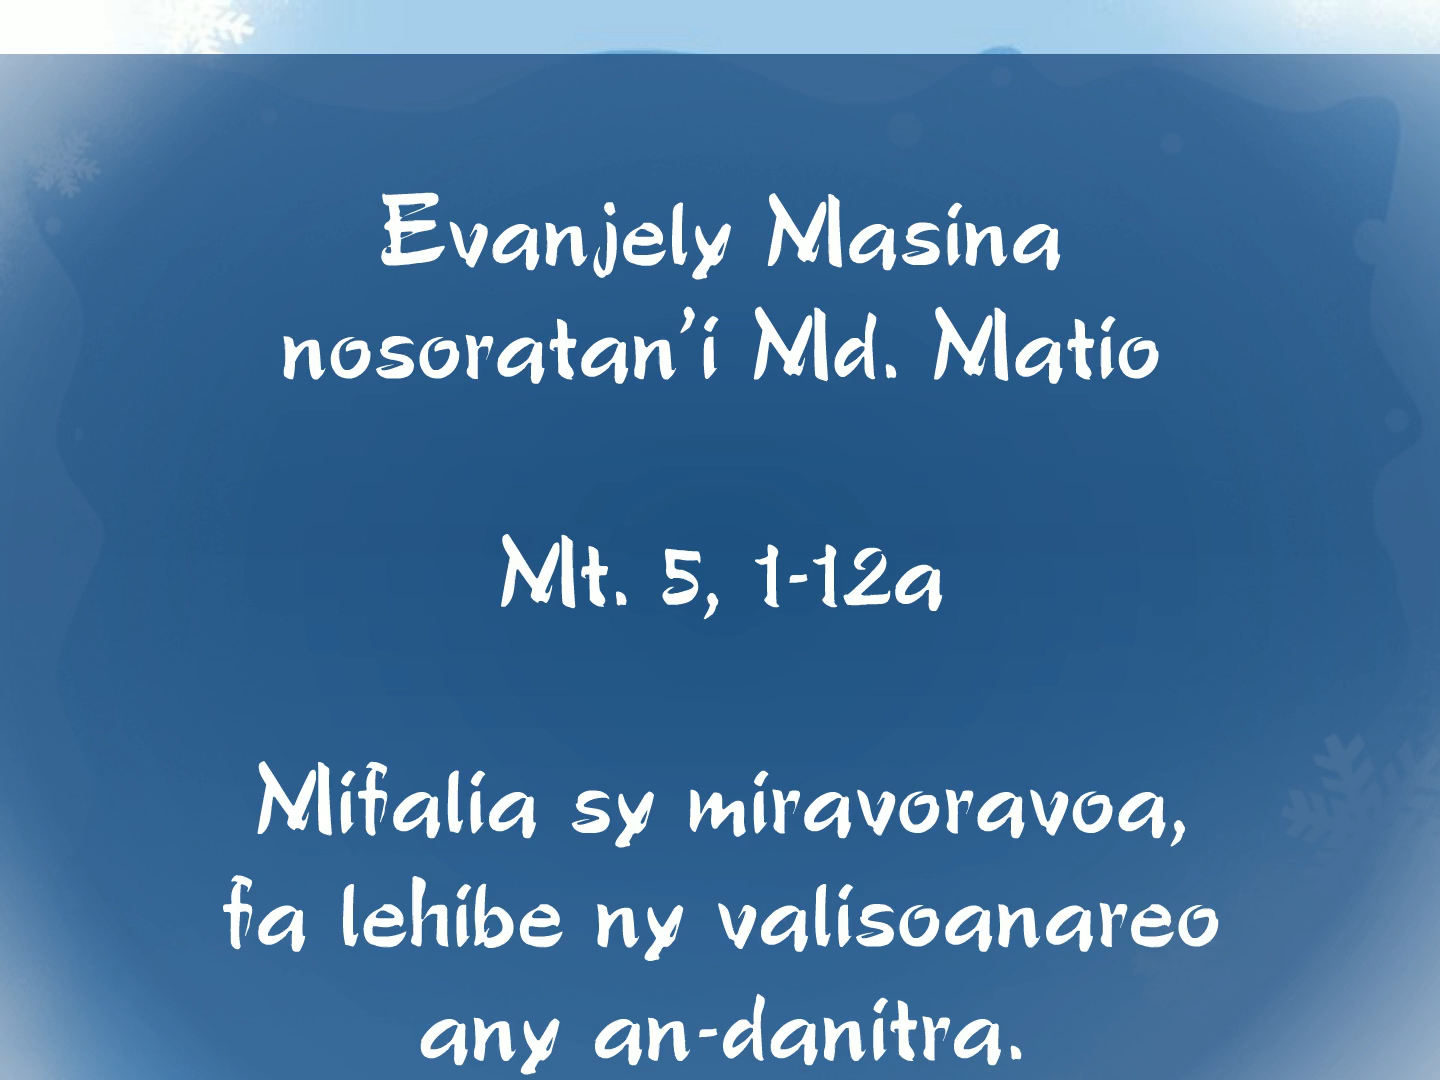 Evanjely Masina
nosoratan’i Md. Matio
Mt. 5, 1-12a
Mifalia sy miravoravoa,
fa lehibe ny valisoanareo
any an-danitra.